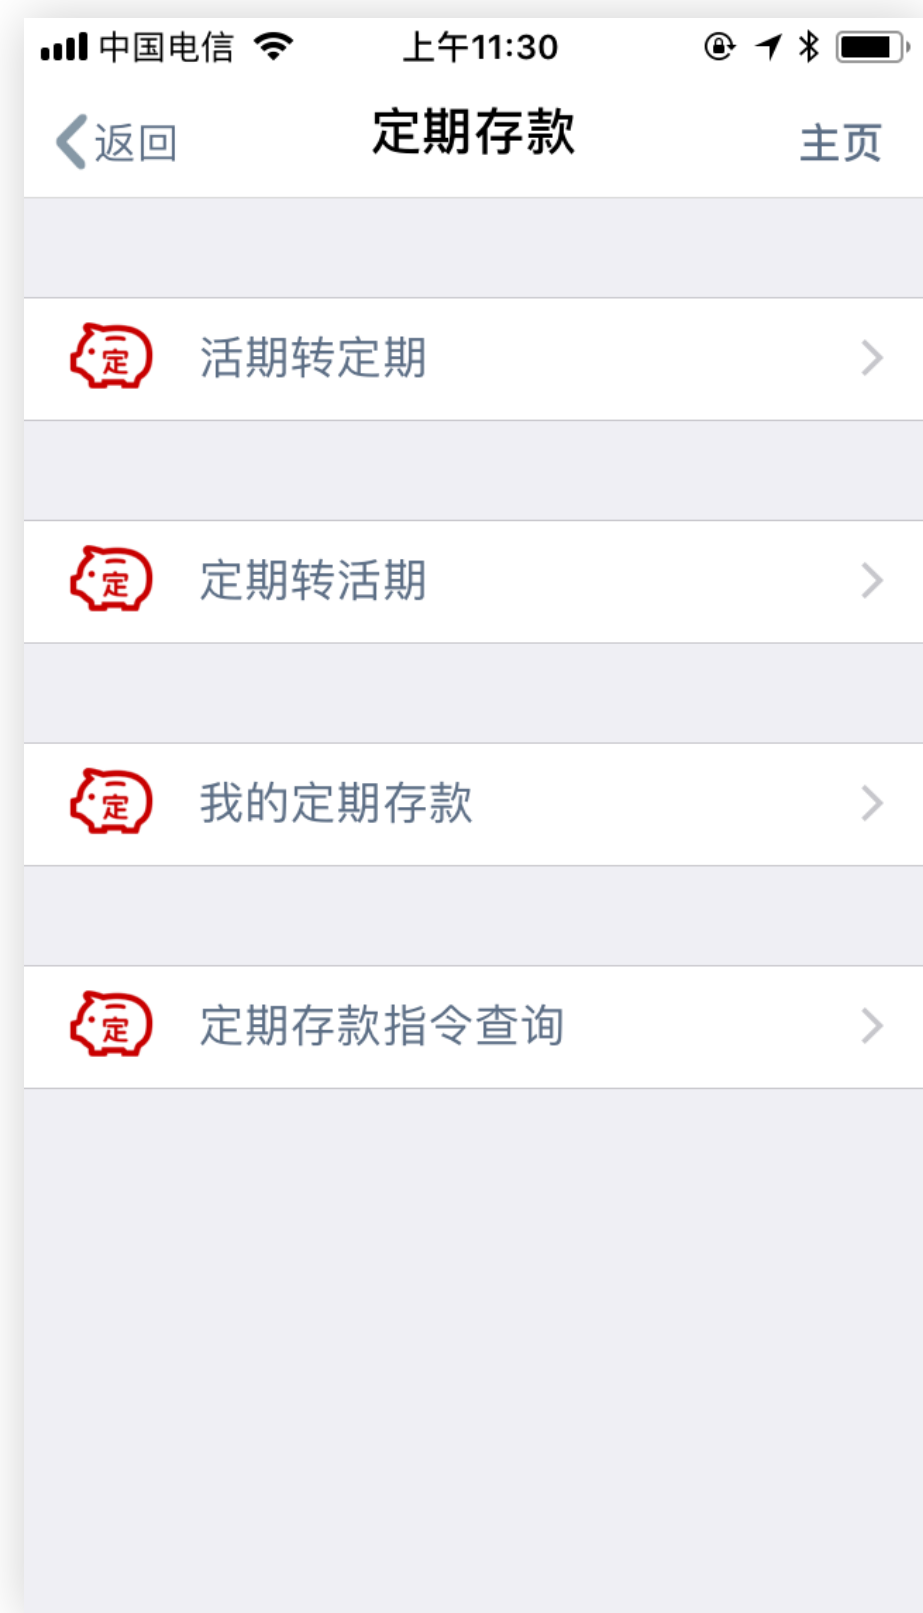 中国电信 上午11:30
返回 定期存款 主页
定 活期转定期
定 定期转活期
定 我的定期存款
定 定期存款指令查询